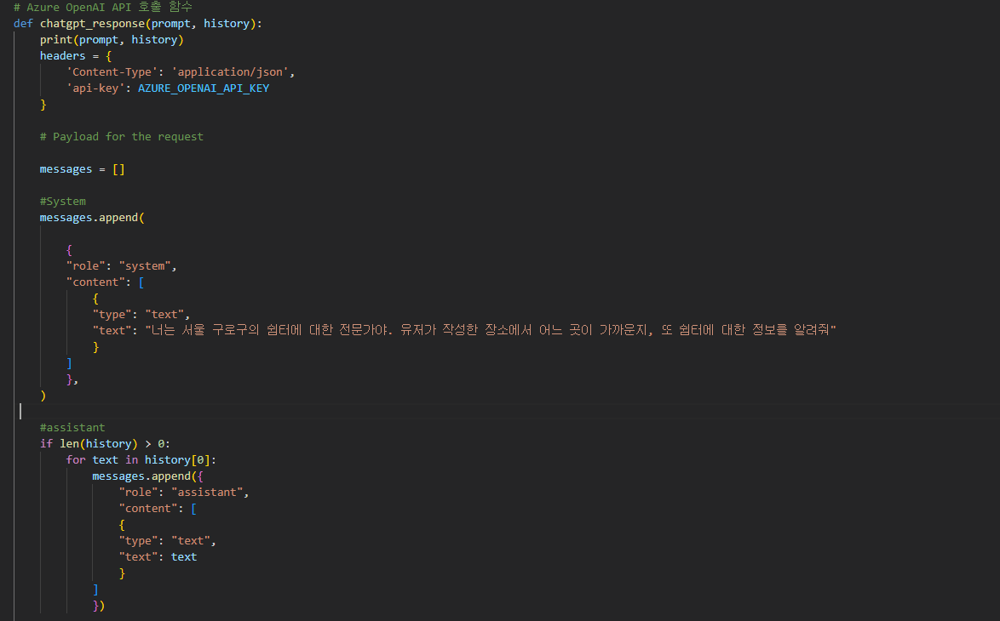 # Azure OpenAI API 호출 함수
def chatgpt_response(prompt, history):
    print(prompt, history)
    headers = {
        'Content-Type': 'application/json',
        'api-key': AZURE_OPENAI_API_KEY
    }
    # Payload for the request
    messages = []
    #System
    messages.append(
        {
        "role": "system",
        "content": [
            {
            "type": "text",
            "text": "너는 서울 구로구의 쉼터에 대한 전문가야. 유저가 작성한 장소에서 어느 곳이 가까운지, 또 쉼터에 대한 정보를 알려줘"
            }
        ]
        },
    )
    #assistant
    if len(history) > 0:
        for text in history[0]:
            messages.append({
                "role": "assistant",
                "content": [
                {
                "type": "text",
                "text": text
                }
            ]
            })